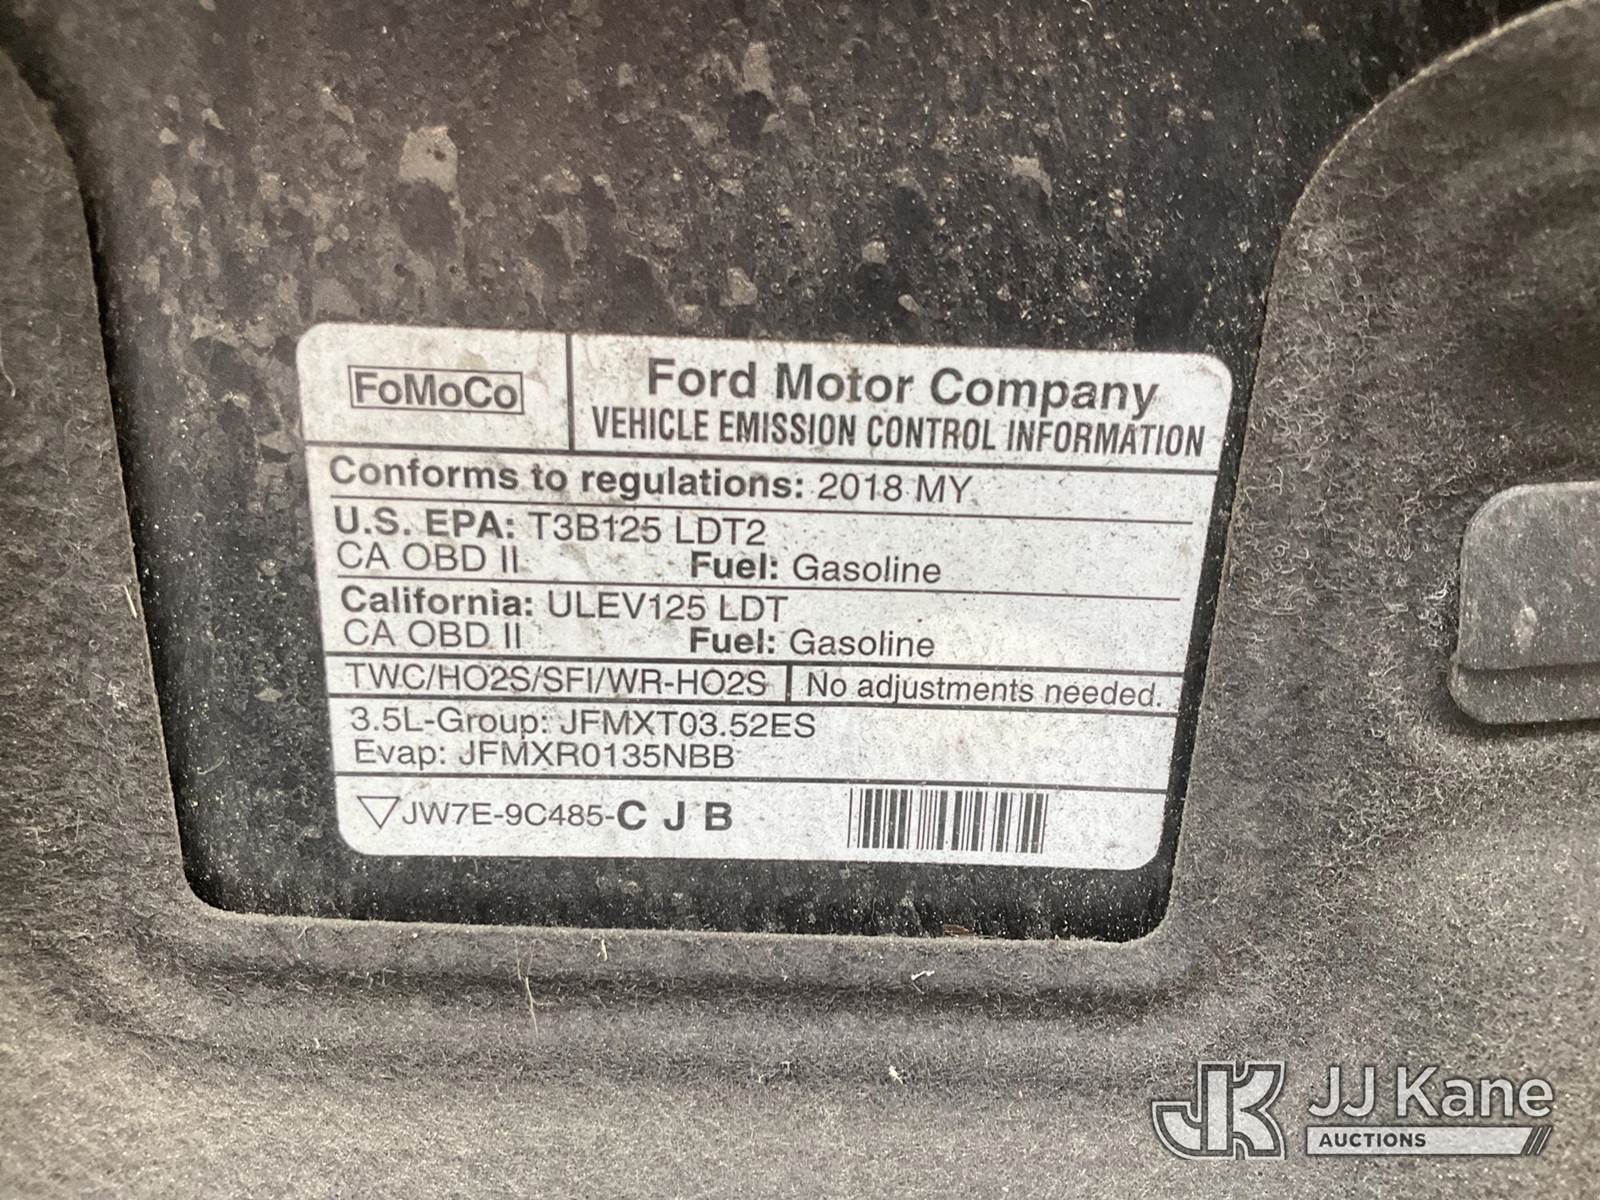 FoMoCo
Ford Motor Company
VEHICLE EMISSION CONTROL INFORMATION
Conforms to regulations: 2018 MY
U.S. EPA: T3B125 LDT2
CA OBD II Fuel: Gasoline
California: ULEV125 LDT
CA OBD II Fuel: Gasoline
TWC/HO2S/SFI/WR-HO2S No adjustments needed.
3.5L-Group: JFMXT03.52ES
Evap: JFMXR0135NBB
JW7E-9C485-C J B
JK JJ Kane
AUCTIONS